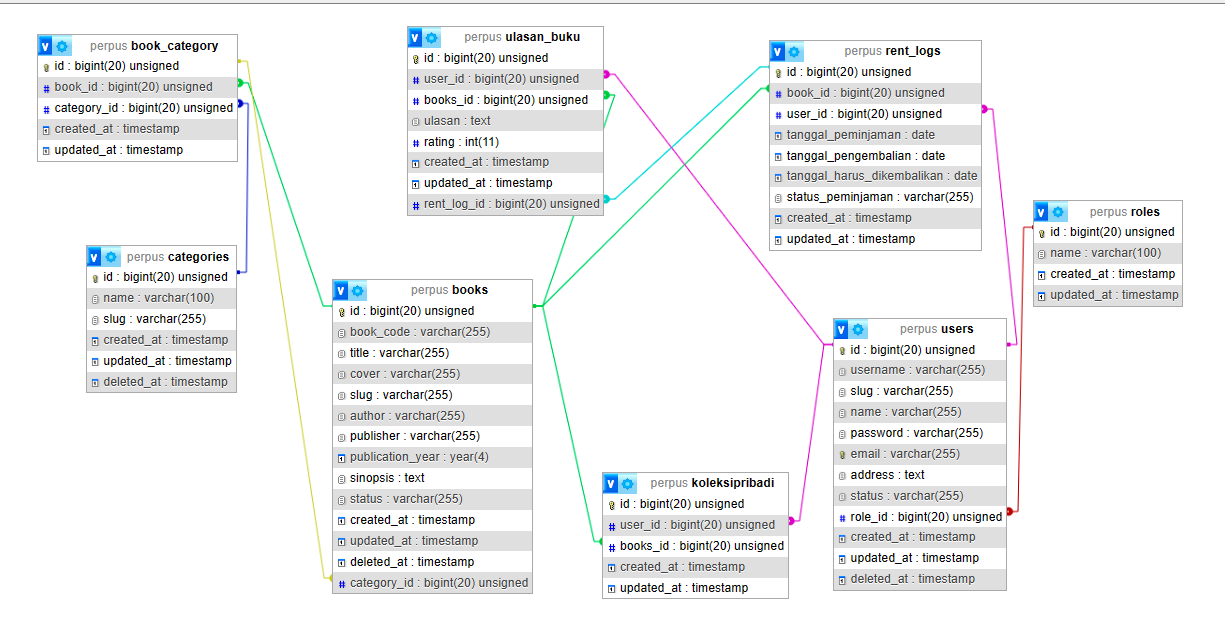 perpus book_category
id : bigint(20) unsigned
book_id : bigint(20) unsigned
category_id : bigint(20) unsigned
created_at : timestamp
updated_at : timestamp
perpus ulasan_buku
id : bigint(20) unsigned
user_id : bigint(20) unsigned
books_id : bigint(20) unsigned
ulasan : text
rating : int(11)
created_at : timestamp
updated_at : timestamp
rent_log_id : bigint(20) unsigned
perpus rent_logs
id : bigint(20) unsigned
book_id : bigint(20) unsigned
user_id : bigint(20) unsigned
tanggal_peminjaman : date
tanggal_pengembalian : date
tanggal_harus_dikembalikan : date
status_peminjaman : varchar(255)
created_at : timestamp
updated_at : timestamp
perpus roles
id : bigint(20) unsigned
name : varchar(100)
created_at : timestamp
updated_at : timestamp
perpus categories
id : bigint(20) unsigned
name : varchar(100)
slug : varchar(255)
created_at : timestamp
updated_at : timestamp
deleted_at : timestamp
perpus books
id : bigint(20) unsigned
book_code : varchar(255)
title : varchar(255)
cover : varchar(255)
slug : varchar(255)
author : varchar(255)
publisher : varchar(255)
publication_year : year(4)
sinopsis : text
status : varchar(255)
created_at : timestamp
updated_at : timestamp
deleted_at : timestamp
category_id : bigint(20) unsigned
perpus koleksipribadi
id : bigint(20) unsigned
user_id : bigint(20) unsigned
books_id : bigint(20) unsigned
created_at : timestamp
updated_at : timestamp
perpus users
id : bigint(20) unsigned
username : varchar(255)
slug : varchar(255)
name : varchar(255)
password : varchar(255)
email : varchar(255)
address : text
status : varchar(255)
role_id : bigint(20) unsigned
created_at : timestamp
updated_at : timestamp
deleted_at : timestamp